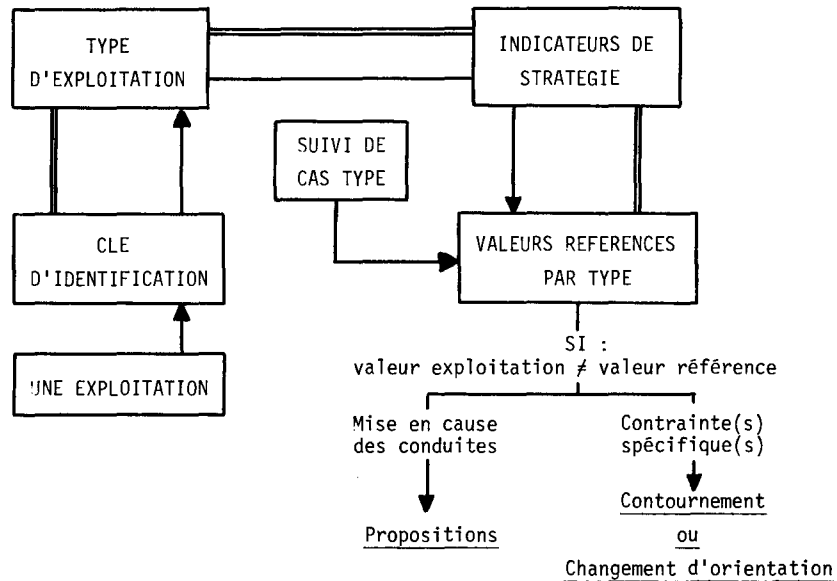 TYPE
D'EXPLOITATION
INDICATEURS DE
STRATEGIE
SUIVI DE
CAS TYPE
CLE
D'IDENTIFICATION
VALEURS REFERENCES
PAR TYPE
UNE EXPLOITATION
SI :
valeur exploitation ≠ valeur référence
Mise en cause
des conduites
Contrainte(s)
spécifique(s)
Propositions
Contournement
ou
Changement d'orientation